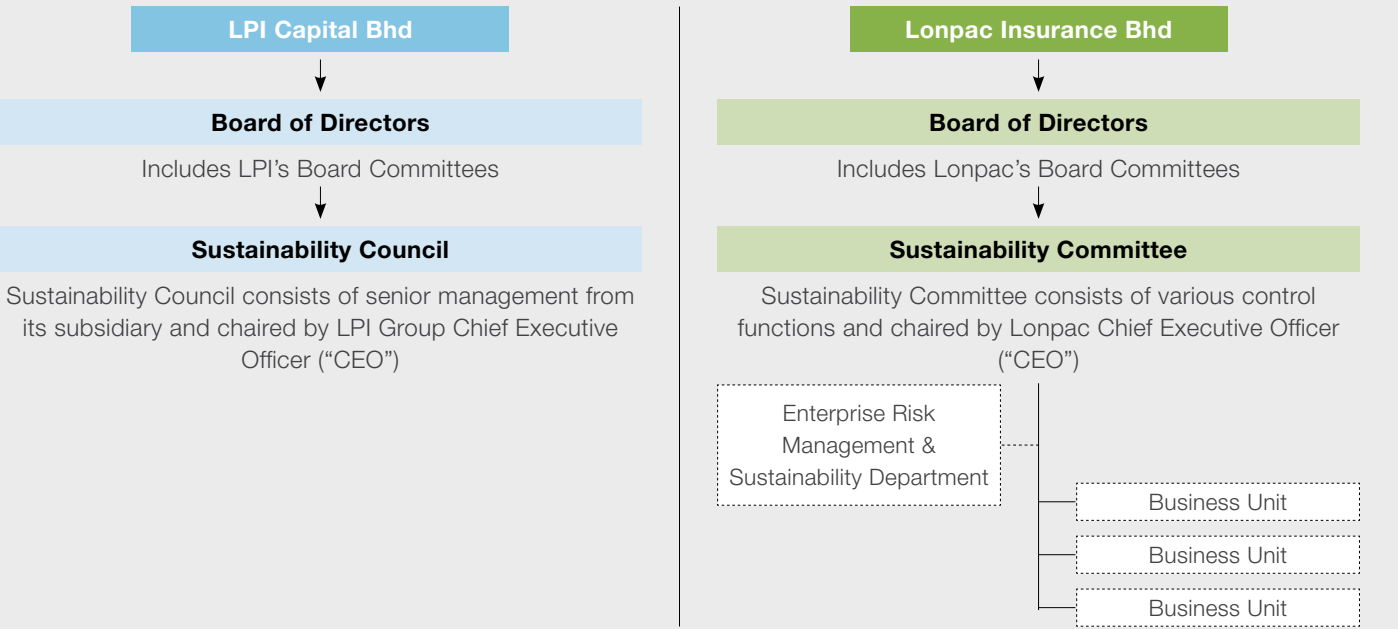 LPI Capital Bhd
Board of Directors
Includes LPI’s Board Committees
Sustainability Council
Sustainability Council consists of senior management from
its subsidiary and chaired by LPI Group Chief Executive
Officer (“CEO”)
Lonpac Insurance Bhd
Board of Directors
Includes Lonpac’s Board Committees
Sustainability Committee
Sustainability Committee consists of various control
functions and chaired by Lonpac Chief Executive Officer
(“CEO”)
Enterprise Risk
Management &
Sustainability Department
Business Unit
Business Unit
Business Unit